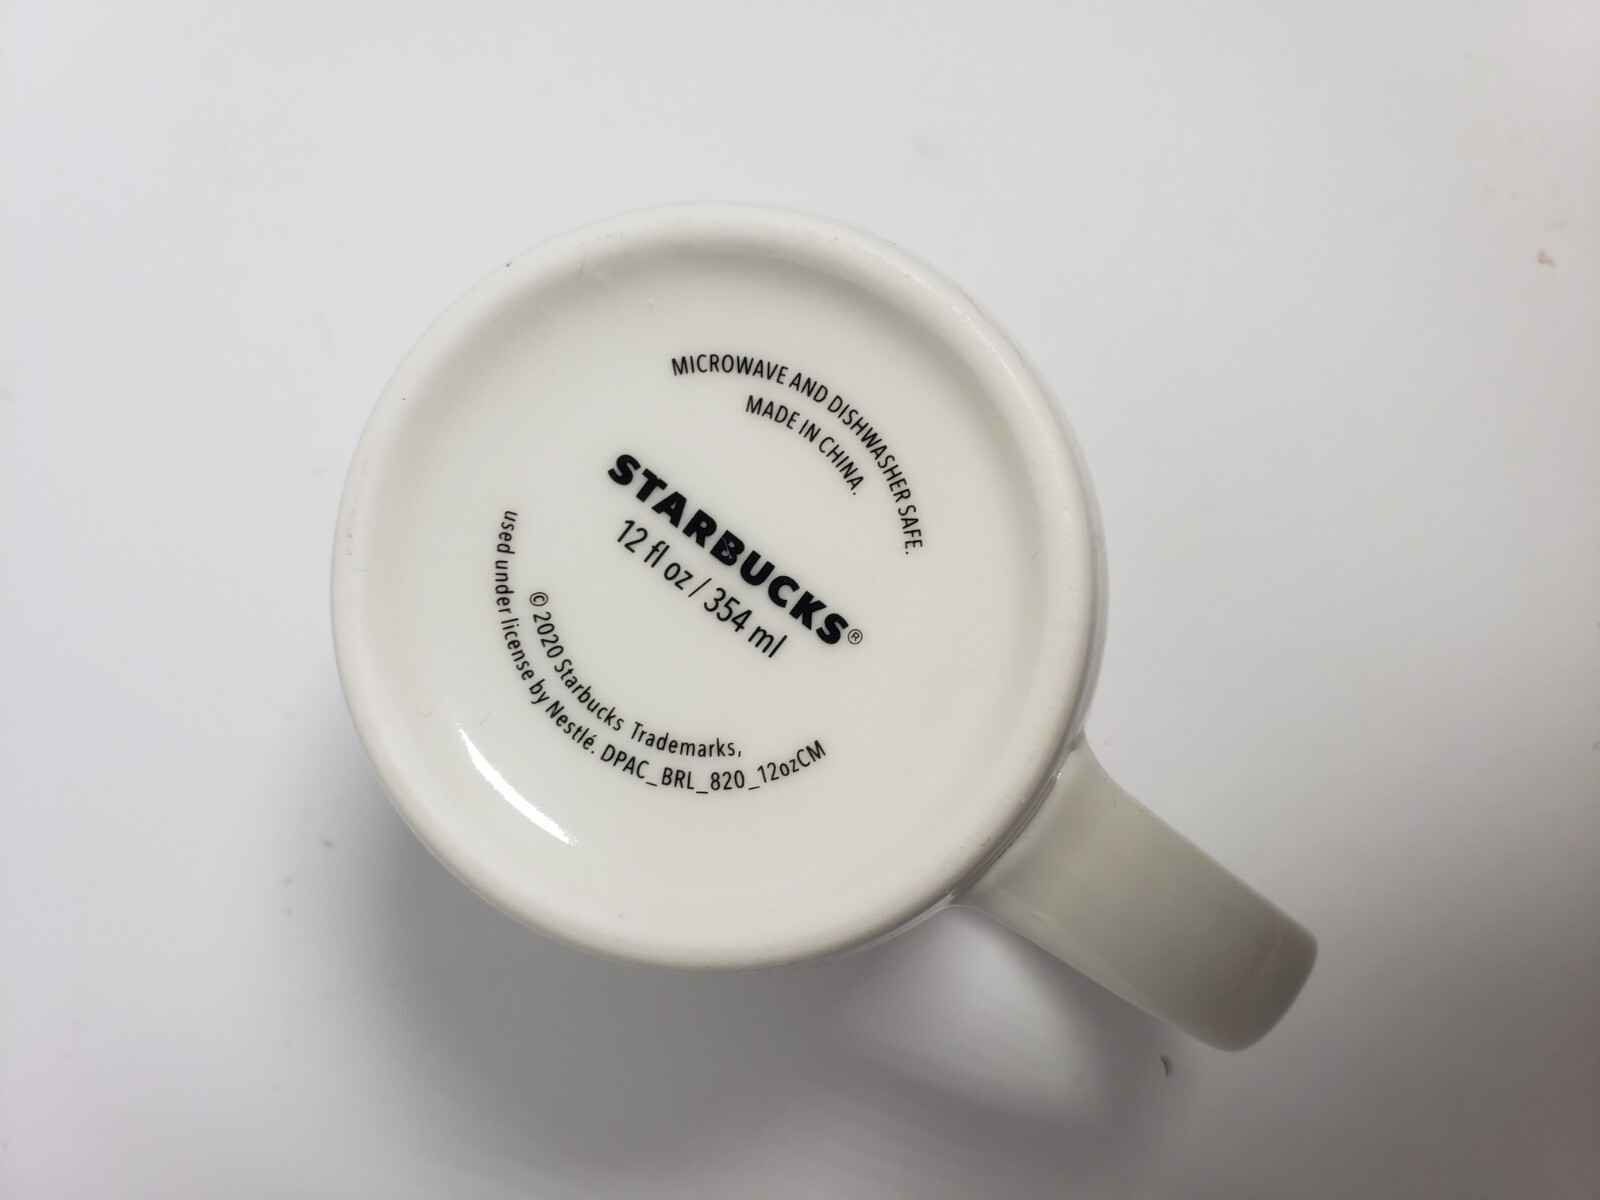 MICROWAVE AND DISHWASHER SAFE.
MADE IN CHINA.
STARBUCKS®
12 fl oz / 354 ml
© 2020 Starbucks Trademarks,
used under license by Nestlé. DPAC_BRL_820_12ozCM